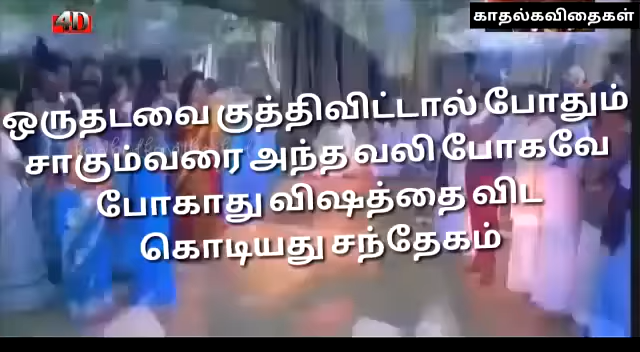 4D
காதல்கவிதைகள்
ஒருதடவை குத்திவிட்டால் போதும்
சாகும்வரை அந்த வலி போகவே
போகாது விஷத்தை விட
கொடியது சந்தேகம்